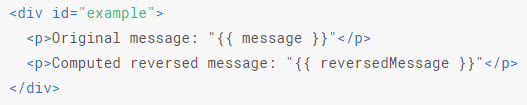 <div id="example">
  <p>Original message: "{{ message }}"</p>
  <p>Computed reversed message: "{{ reversedMessage }}"</p>
</div>